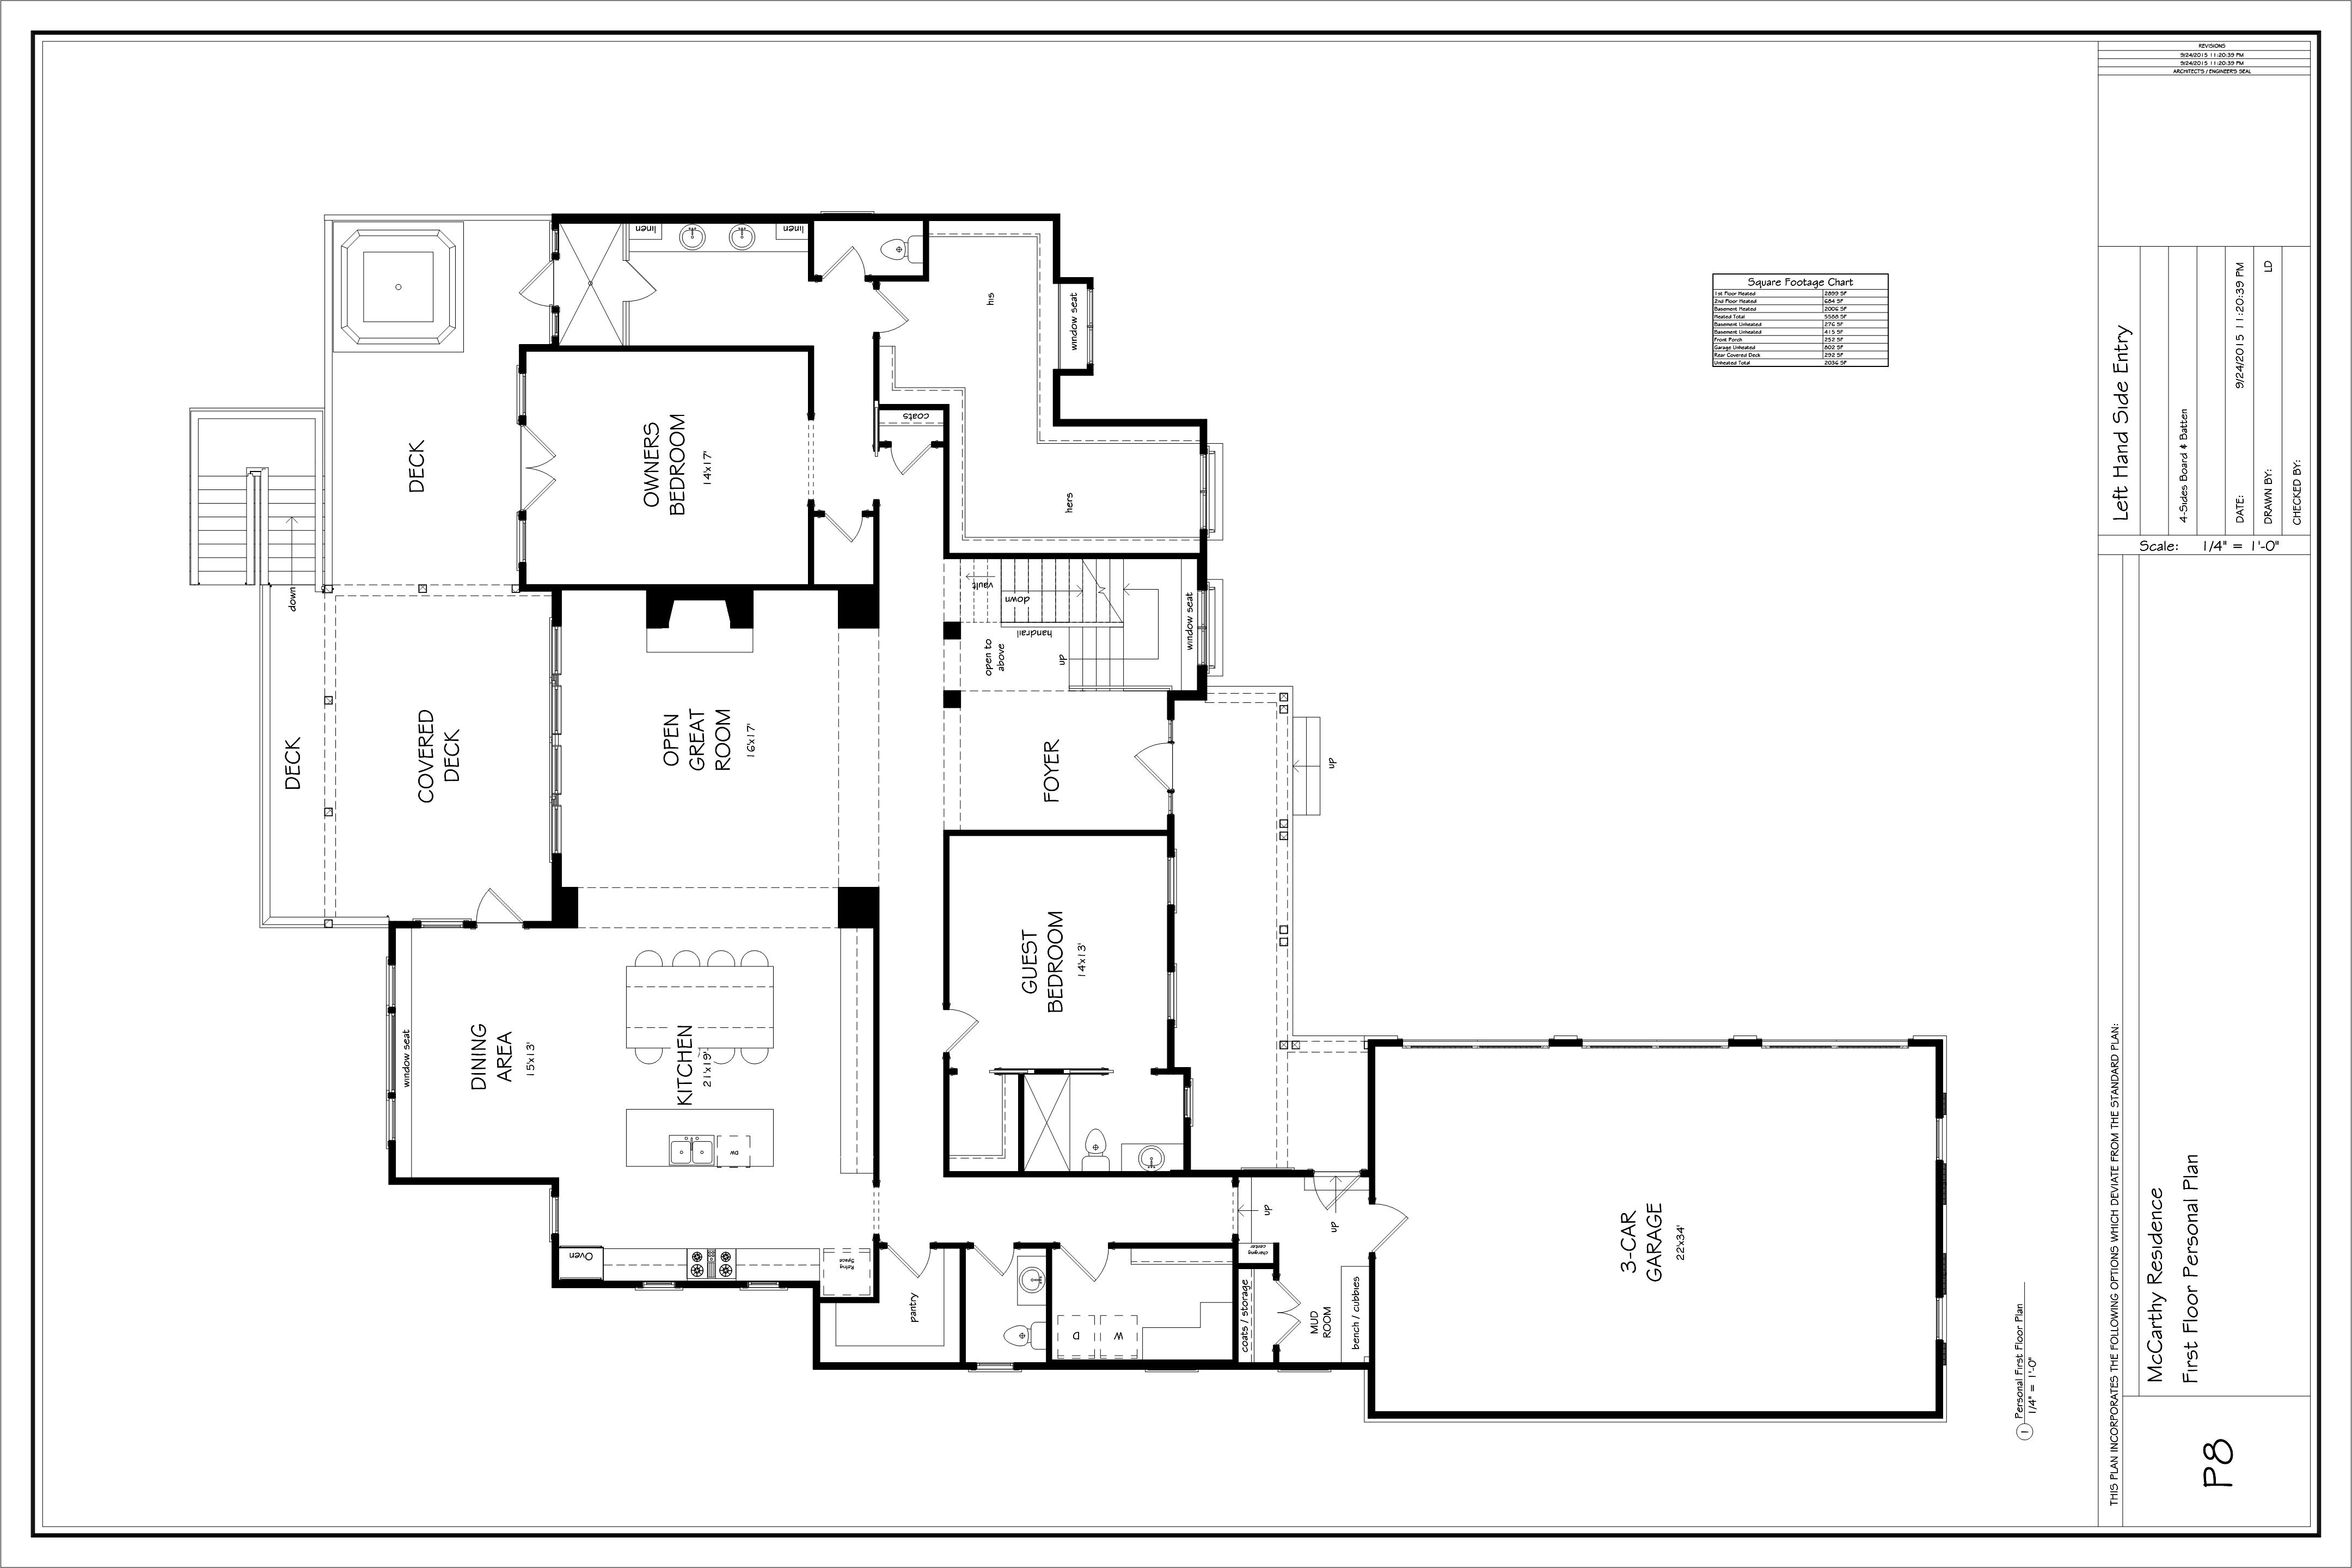 REVISIONS
9/24/2015 11:20:39 PM
9/24/2015 11:20:39 PM
ARCHITECT'S / ENGINEER'S SEAL
Square Footage Chart
1st Floor Heated 2899 SF
2nd Floor Heated 684 SF
Basement Heated 2006 SF
Heated Total 5588 SF
Basement Unheated 276 SF
Basement Unheated 415 SF
Front Porch 252 SF
Garage Unheated 802 SF
Rear Covered Deck 292 SF
Unheated Total 2036 SF
linen
linen
his
window seat
DECK
OWNERS
BEDROOM
14'x17'
coats
hers
down
vault
down
handrail
open to
above
up
window seat
DECK
COVERED
DECK
OPEN
GREAT
ROOM
16'x17'
FOYER
up
GUEST
BEDROOM
14'x13'
window seat
DINING
AREA
15'x13'
KITCHEN
21'x19'
DW
Oven
Refrig
Space
pantry
D
W
up
up
charging
center
coats / storage
MUD
ROOM
bench / cubbies
3-CAR
GARAGE
22'x34'
1
Personal First Floor Plan
1/4" = 1'-0"
Left Hand Side Entry
4-Sides Board & Batten
DATE: 9/24/2015 11:20:39 PM
DRAWN BY: LD
CHECKED BY:
Scale: 1/4" = 1'-0"
THIS PLAN INCORPORATES THE FOLLOWING OPTIONS WHICH DEVIATE FROM THE STANDARD PLAN:
McCarthy Residence
First Floor Personal Plan
P8